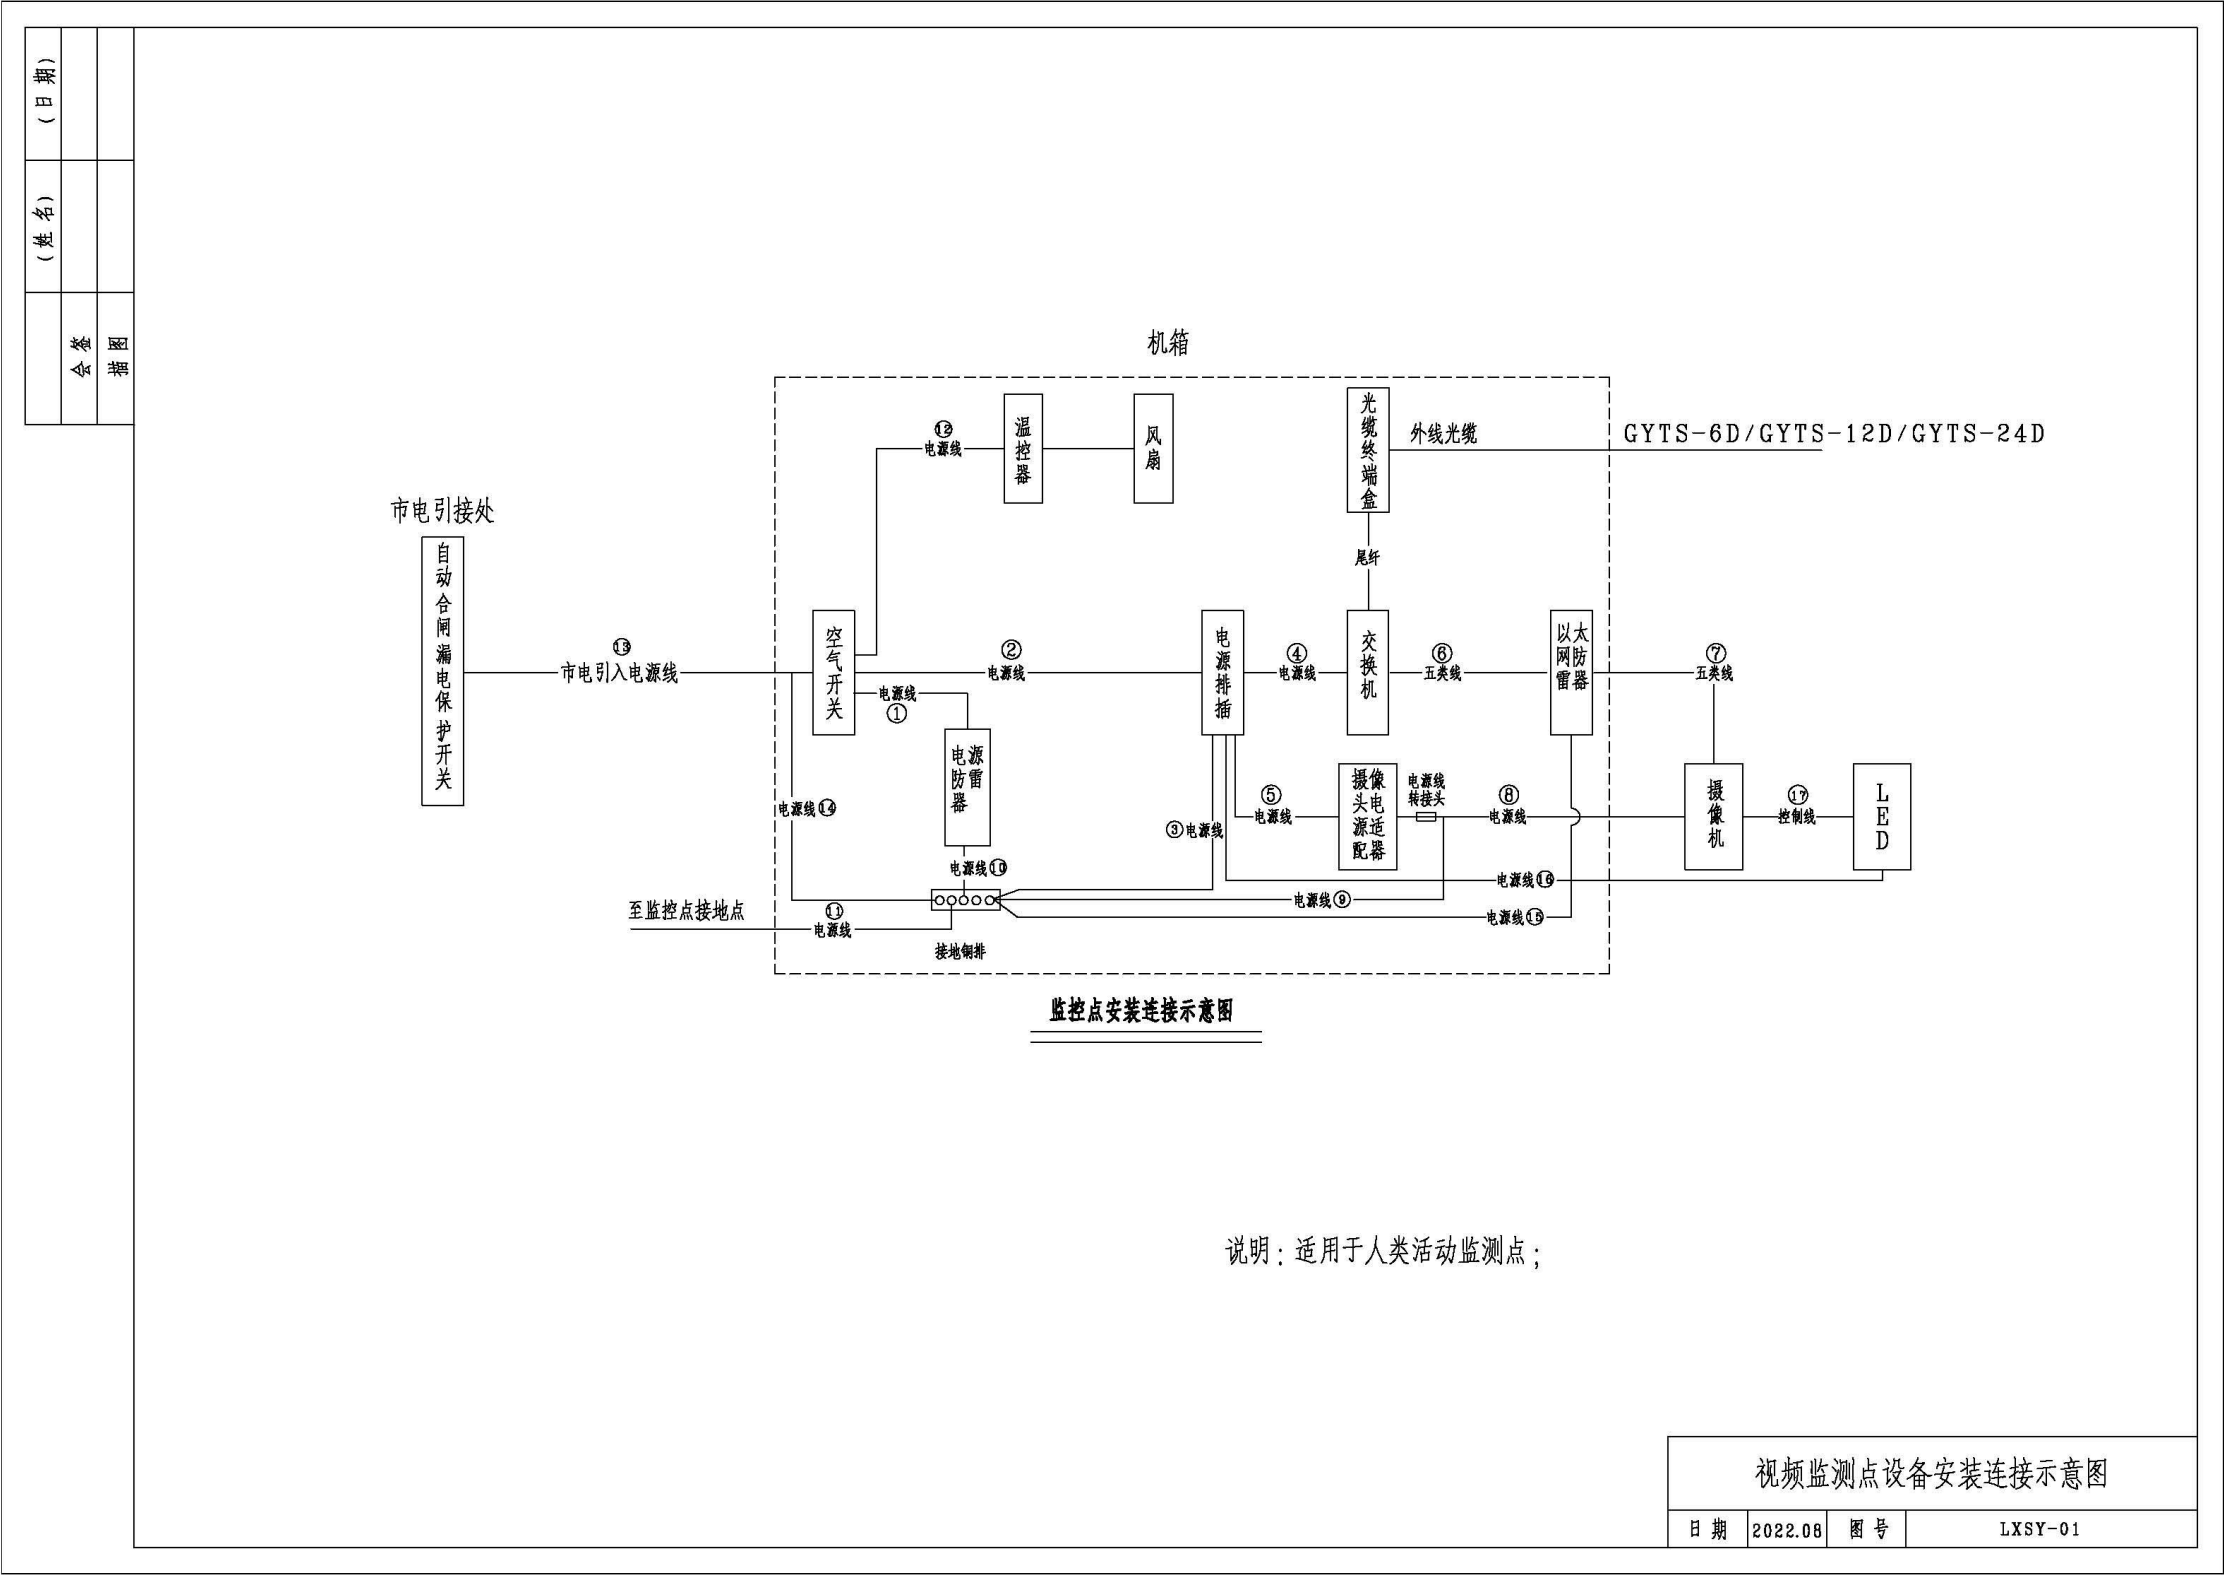 (日期)
(姓名)
会签
描图
机箱
⑫
电源线
温控器
风扇
光缆终端盒
外线光缆
GYTS-6D/GYTS-12D/GYTS-24D
市电引接处
自动合闸漏电保护开关
尾纤
⑬
市电引入电源线
空气开关
②
电源线
电源线
①
电源排插
④
电源线
交换机
⑥
五类线
以太
网防
雷器
⑦
五类线
电源
防雷
器
电源线⑭
③电源线
⑤
电源线
摄像
头电
源适
配器
电源线
转接头
⑧
电源线
摄像机
⑰
控制线
LED
电源线⑩
电源线⑯
电源线⑨
电源线⑮
至监控点接地点
⑪
电源线
接地铜排
监控点安装连接示意图
说明：适用于人类活动监测点；
视频监测点设备安装连接示意图
日期
2022.08
图号
LXSY-01